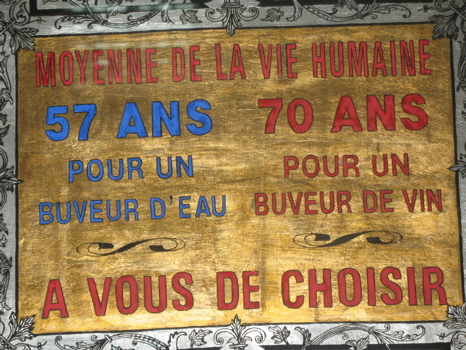 MOYENNE DE LA VIE HUMAINE
57 ANS
POUR UN
BUVEUR D'EAU
70 ANS
POUR UN
BUVEUR DE VIN
A VOUS DE CHOISIR